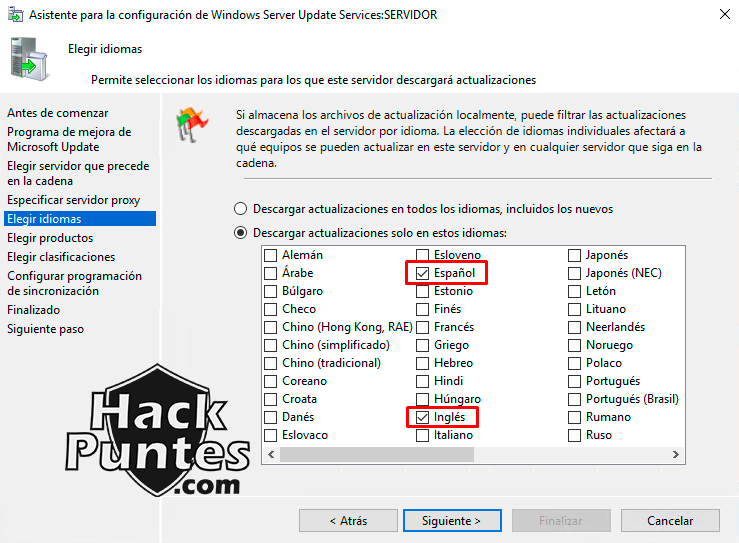 Asistente para la configuración de Windows Server Update Services:SERVIDOR
Elegir idiomas
Permite seleccionar los idiomas para los que este servidor descargará actualizaciones
Antes de comenzar
Programa de mejora de
Microsoft Update
Elegir servidor que precede
en la cadena
Especificar servidor proxy
Elegir idiomas
Elegir productos
Elegir clasificaciones
Configurar programación
de sincronización
Finalizado
Siguiente paso
Si almacena los archivos de actualización localmente, puede filtrar las actualizaciones
descargadas en el servidor por idioma. La elección de idiomas individuales afectará a
qué equipos se pueden actualizar en este servidor y en cualquier servidor que siga en la
cadena.
Descargar actualizaciones en todos los idiomas, incluidos los nuevos
Descargar actualizaciones solo en estos idiomas:
Alemán
Árabe
Búlgaro
Checo
Chino (Hong Kong, RAE)
Chino (simplificado)
Chino (tradicional)
Coreano
Croata
Danés
Eslovaco
Esloveno
Español
Estonio
Finés
Francés
Griego
Hebreo
Hindi
Húngaro
Inglés
Italiano
Japonés
Japonés (NEC)
Letón
Lituano
Neerlandés
Noruego
Polaco
Portugués
Portugués (Brasil)
Rumano
Ruso
Hack
Puntes
.com
< Atrás
Siguiente >
Finalizar
Cancelar